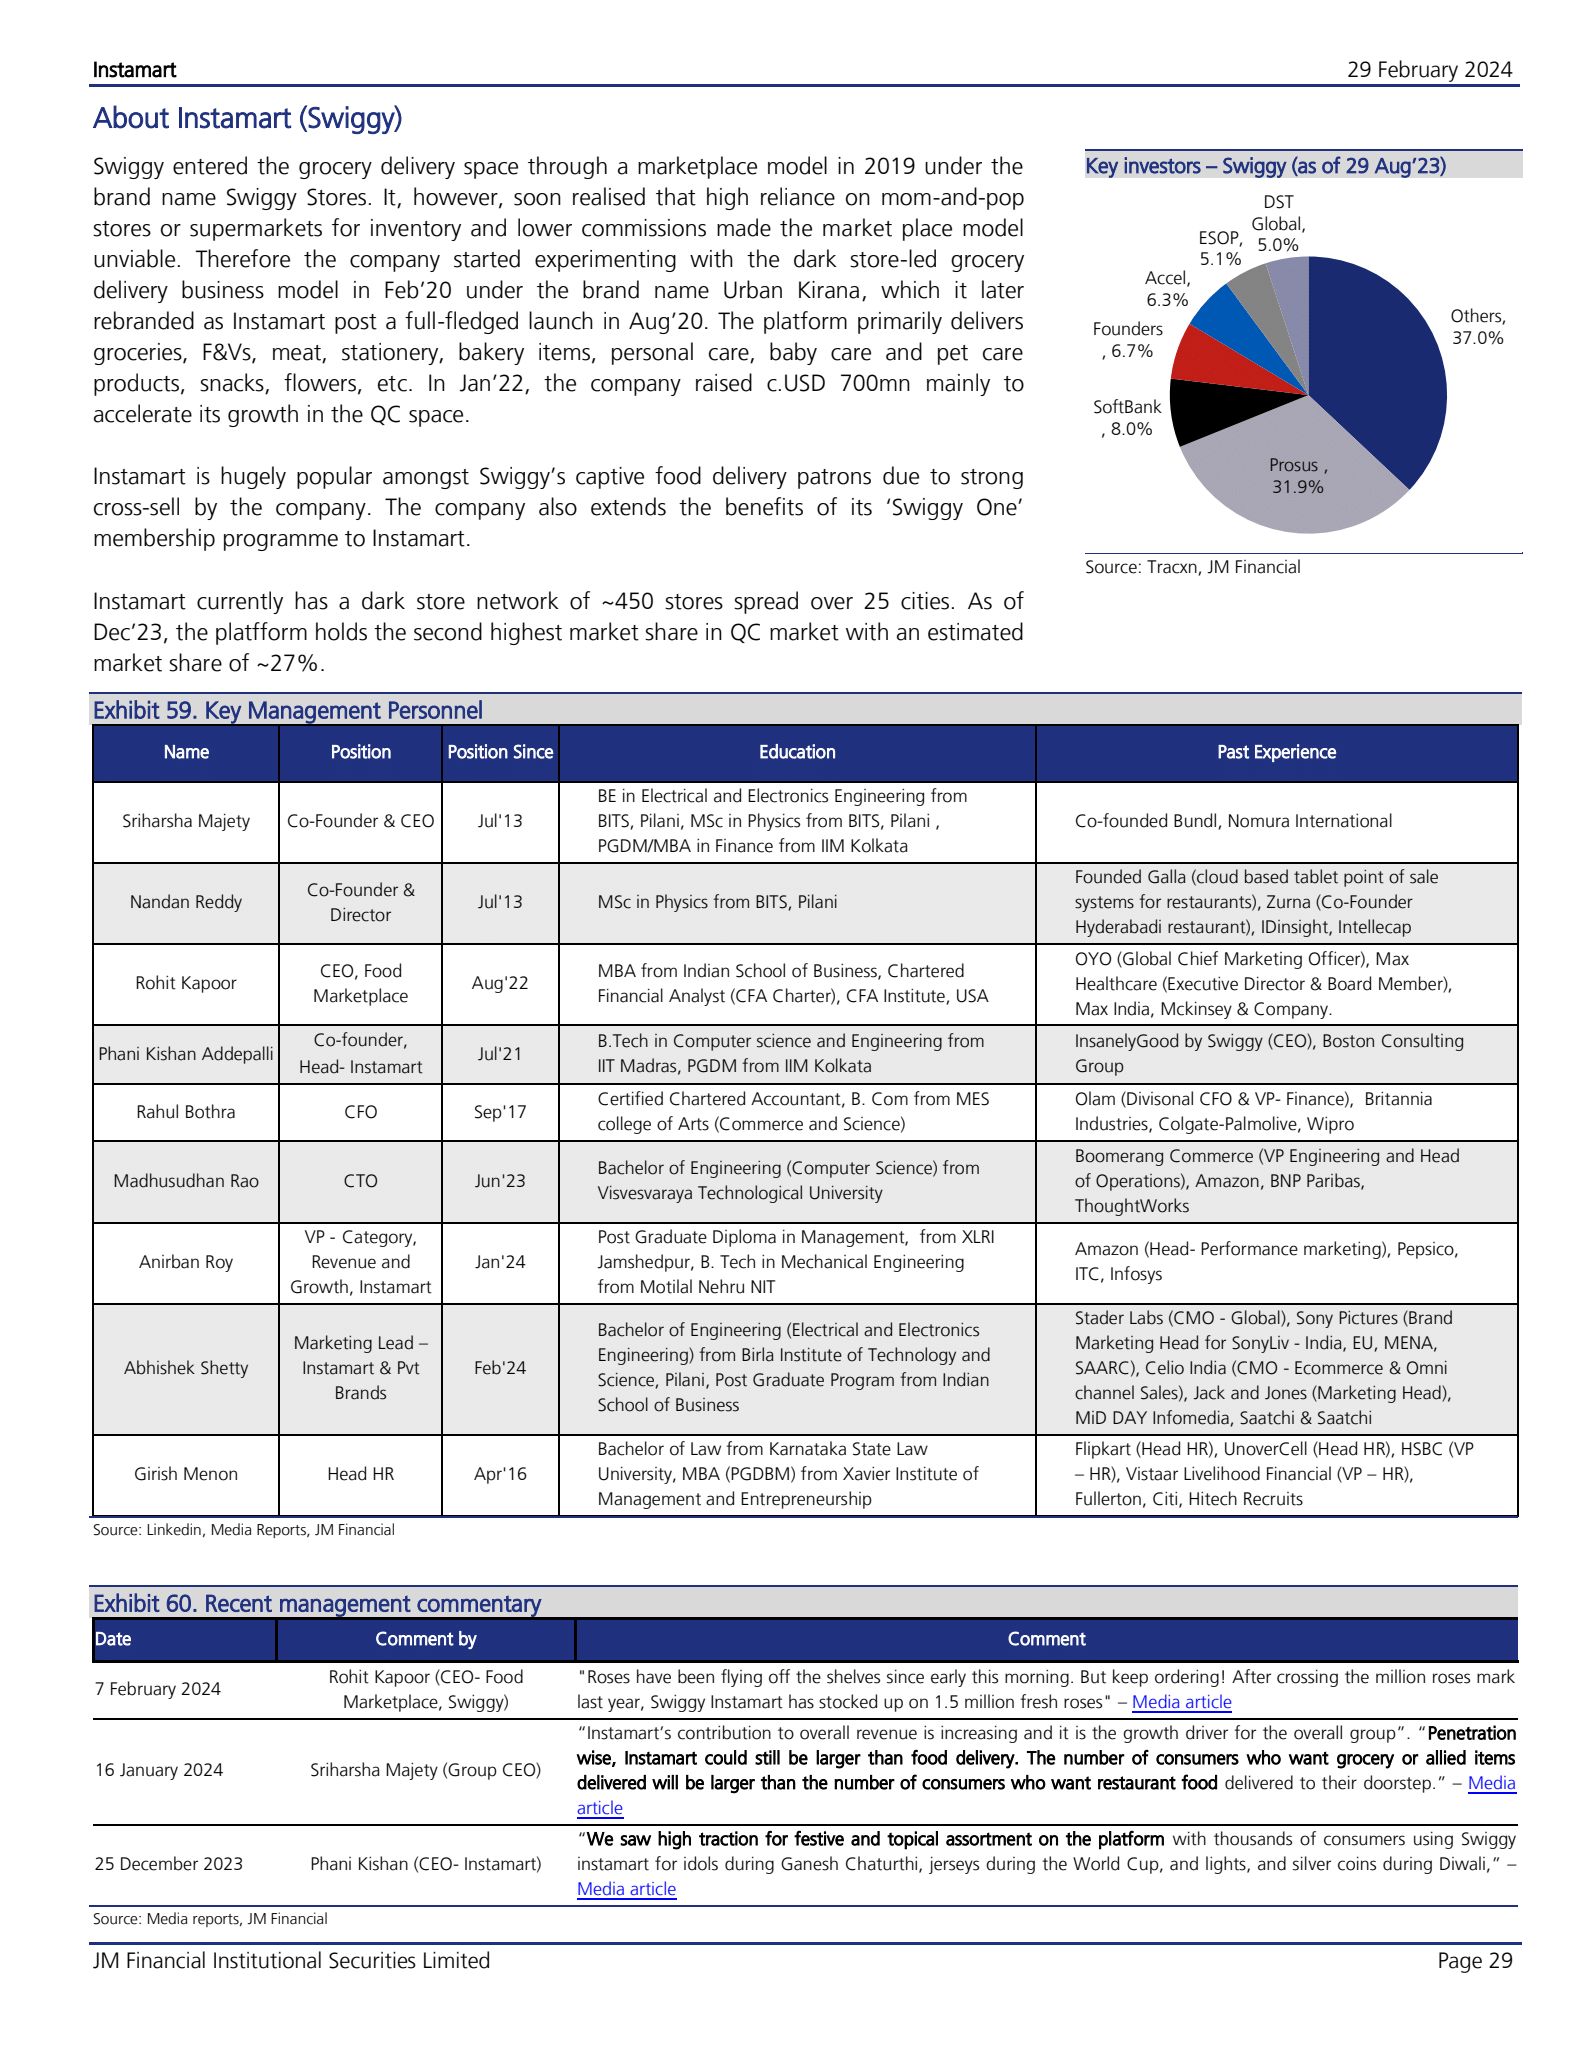 Instamart
29 February 2024
About Instamart (Swiggy)
Swiggy entered the grocery delivery space through a marketplace model in 2019 under the
brand name Swiggy Stores. It, however, soon realised that high reliance on mom-and-pop
stores or supermarkets for inventory and lower commissions made the market place model
unviable. Therefore the company started experimenting with the dark store-led grocery
delivery business model in Feb’20 under the brand name Urban Kirana, which it later
rebranded as Instamart post a full-fledged launch in Aug’20. The platform primarily delivers
groceries, F&Vs, meat, stationery, bakery items, personal care, baby care and pet care
products, snacks, flowers, etc. In Jan’22, the company raised c.USD 700mn mainly to
accelerate its growth in the QC space.
Instamart is hugely popular amongst Swiggy’s captive food delivery patrons due to strong
cross-sell by the company. The company also extends the benefits of its ‘Swiggy One’
membership programme to Instamart.
Instamart currently has a dark store network of ~450 stores spread over 25 cities. As of
Dec’23, the platfform holds the second highest market share in QC market with an estimated
market share of ~27%.
Key investors – Swiggy (as of 29 Aug’23)
DST
Global,
5.0%
ESOP,
5.1%
Accel,
6.3%
Founders
, 6.7%
SoftBank
, 8.0%
Others,
37.0%
Prosus ,
31.9%
Source: Tracxn, JM Financial
Exhibit 59. Key Management Personnel
Name Position Position Since Education Past Experience
Sriharsha Majety
Co-Founder & CEO
Jul'13
BE in Electrical and Electronics Engineering from
BITS, Pilani, MSc in Physics from BITS, Pilani ,
PGDM/MBA in Finance from IIM Kolkata
Co-founded Bundl, Nomura International
Nandan Reddy
Co-Founder &
Director
Jul'13
MSc in Physics from BITS, Pilani
Founded Galla (cloud based tablet point of sale
systems for restaurants), Zurna (Co-Founder
Hyderabadi restaurant), IDinsight, Intellecap
Rohit Kapoor
CEO, Food
Marketplace
Aug'22
MBA from Indian School of Business, Chartered
Financial Analyst (CFA Charter), CFA Institute, USA
OYO (Global Chief Marketing Officer), Max
Healthcare (Executive Director & Board Member),
Max India, Mckinsey & Company.
Phani Kishan Addepalli
Co-founder,
Head- Instamart
Jul'21
B.Tech in Computer science and Engineering from
IIT Madras, PGDM from IIM Kolkata
InsanelyGood by Swiggy (CEO), Boston Consulting
Group
Rahul Bothra
CFO
Sep'17
Certified Chartered Accountant, B. Com from MES
college of Arts (Commerce and Science)
Olam (Divisonal CFO & VP- Finance), Britannia
Industries, Colgate-Palmolive, Wipro
Madhusudhan Rao
CTO
Jun'23
Bachelor of Engineering (Computer Science) from
Visvesvaraya Technological University
Boomerang Commerce (VP Engineering and Head
of Operations), Amazon, BNP Paribas,
ThoughtWorks
Anirban Roy
VP - Category,
Revenue and
Growth, Instamart
Jan'24
Post Graduate Diploma in Management, from XLRI
Jamshedpur, B. Tech in Mechanical Engineering
from Motilal Nehru NIT
Amazon (Head- Performance marketing), Pepsico,
ITC, Infosys
Abhishek Shetty
Marketing Lead –
Instamart & Pvt
Brands
Feb'24
Bachelor of Engineering (Electrical and Electronics
Engineering) from Birla Institute of Technology and
Science, Pilani, Post Graduate Program from Indian
School of Business
Stader Labs (CMO - Global), Sony Pictures (Brand
Marketing Head for SonyLiv - India, EU, MENA,
SAARC), Celio India (CMO - Ecommerce & Omni
channel Sales), Jack and Jones (Marketing Head),
MiD DAY Infomedia, Saatchi & Saatchi
Girish Menon
Head HR
Apr'16
Bachelor of Law from Karnataka State Law
University, MBA (PGDBM) from Xavier Institute of
Management and Entrepreneurship
Flipkart (Head HR), UnoverCell (Head HR), HSBC (VP
– HR), Vistaar Livelihood Financial (VP – HR),
Fullerton, Citi, Hitech Recruits
Source: Linkedin, Media Reports, JM Financial
Exhibit 60. Recent management commentary
Date Comment by Comment
7 February 2024
Rohit Kapoor (CEO- Food
Marketplace, Swiggy)
"Roses have been flying off the shelves since early this morning. But keep ordering! After crossing the million roses mark
last year, Swiggy Instamart has stocked up on 1.5 million fresh roses" – Media article
16 January 2024
Sriharsha Majety (Group CEO)
“Instamart’s contribution to overall revenue is increasing and it is the growth driver for the overall group”. “Penetration
wise, Instamart could still be larger than food delivery. The number of consumers who want grocery or allied items
delivered will be larger than the number of consumers who want restaurant food delivered to their doorstep.” – Media
article
25 December 2023
Phani Kishan (CEO- Instamart)
“We saw high traction for festive and topical assortment on the platform with thousands of consumers using Swiggy
instamart for idols during Ganesh Chaturthi, jerseys during the World Cup, and lights, and silver coins during Diwali,” –
Media article
Source: Media reports, JM Financial
JM Financial Institutional Securities Limited
Page 29